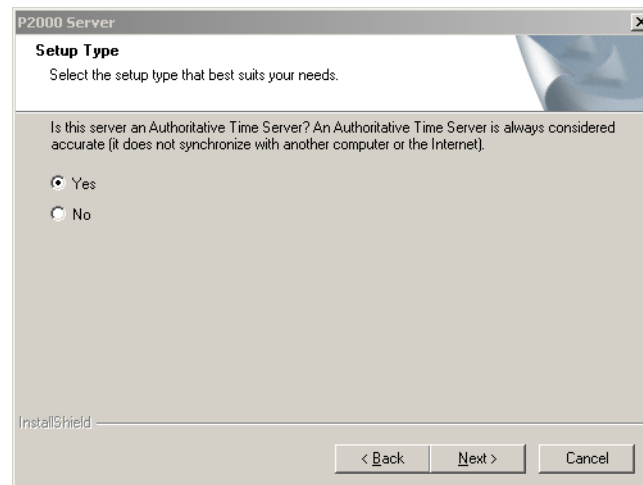 P2000 Server
Setup Type
Select the setup type that best suits your needs.
Is this server an Authoritative Time Server? An Authoritative Time Server is always considered
accurate (it does not synchronize with another computer or the Internet).
Yes
No
InstallShield
< Back
Next >
Cancel